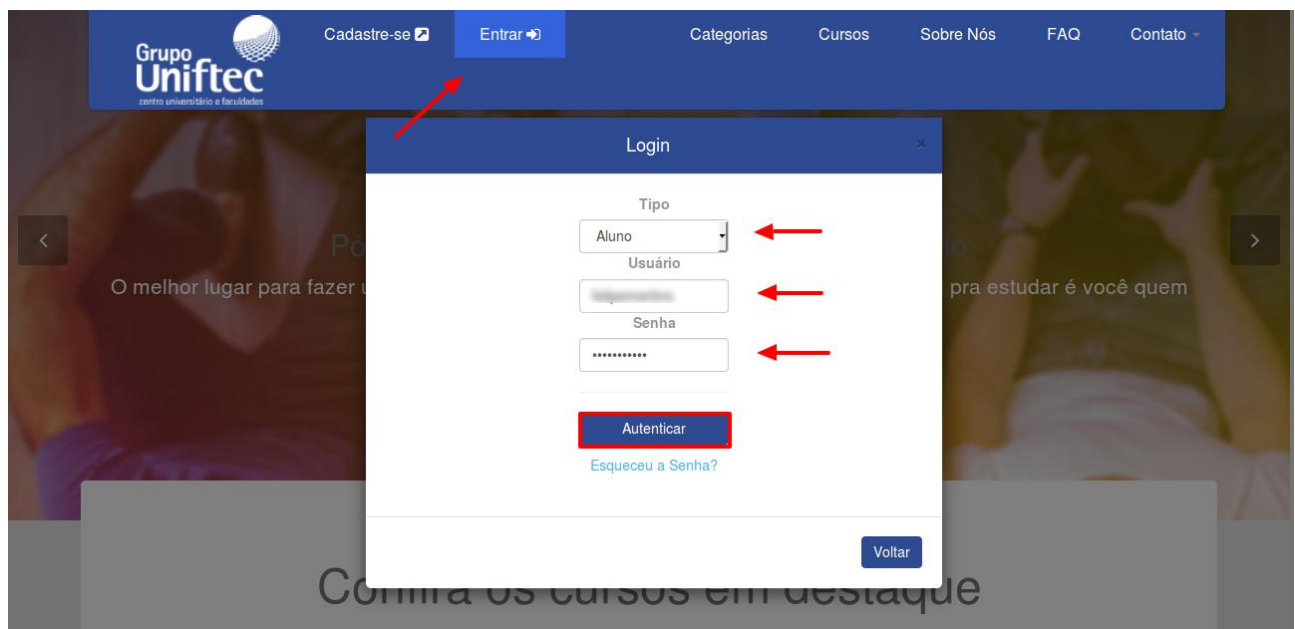 Cadastre-se
Entrar
Categorias
Cursos
Sobre Nós
FAQ
Contato
Grupo
Uniftec
centro universitário e faculdades
Login
×
Tipo
Aluno
Usuário
Senha
•••••••••••
Autenticar
Esqueceu a Senha?
Voltar
Pó
O melhor lugar para fazer
pra estudar é você quem
Confira os cursos em destaque